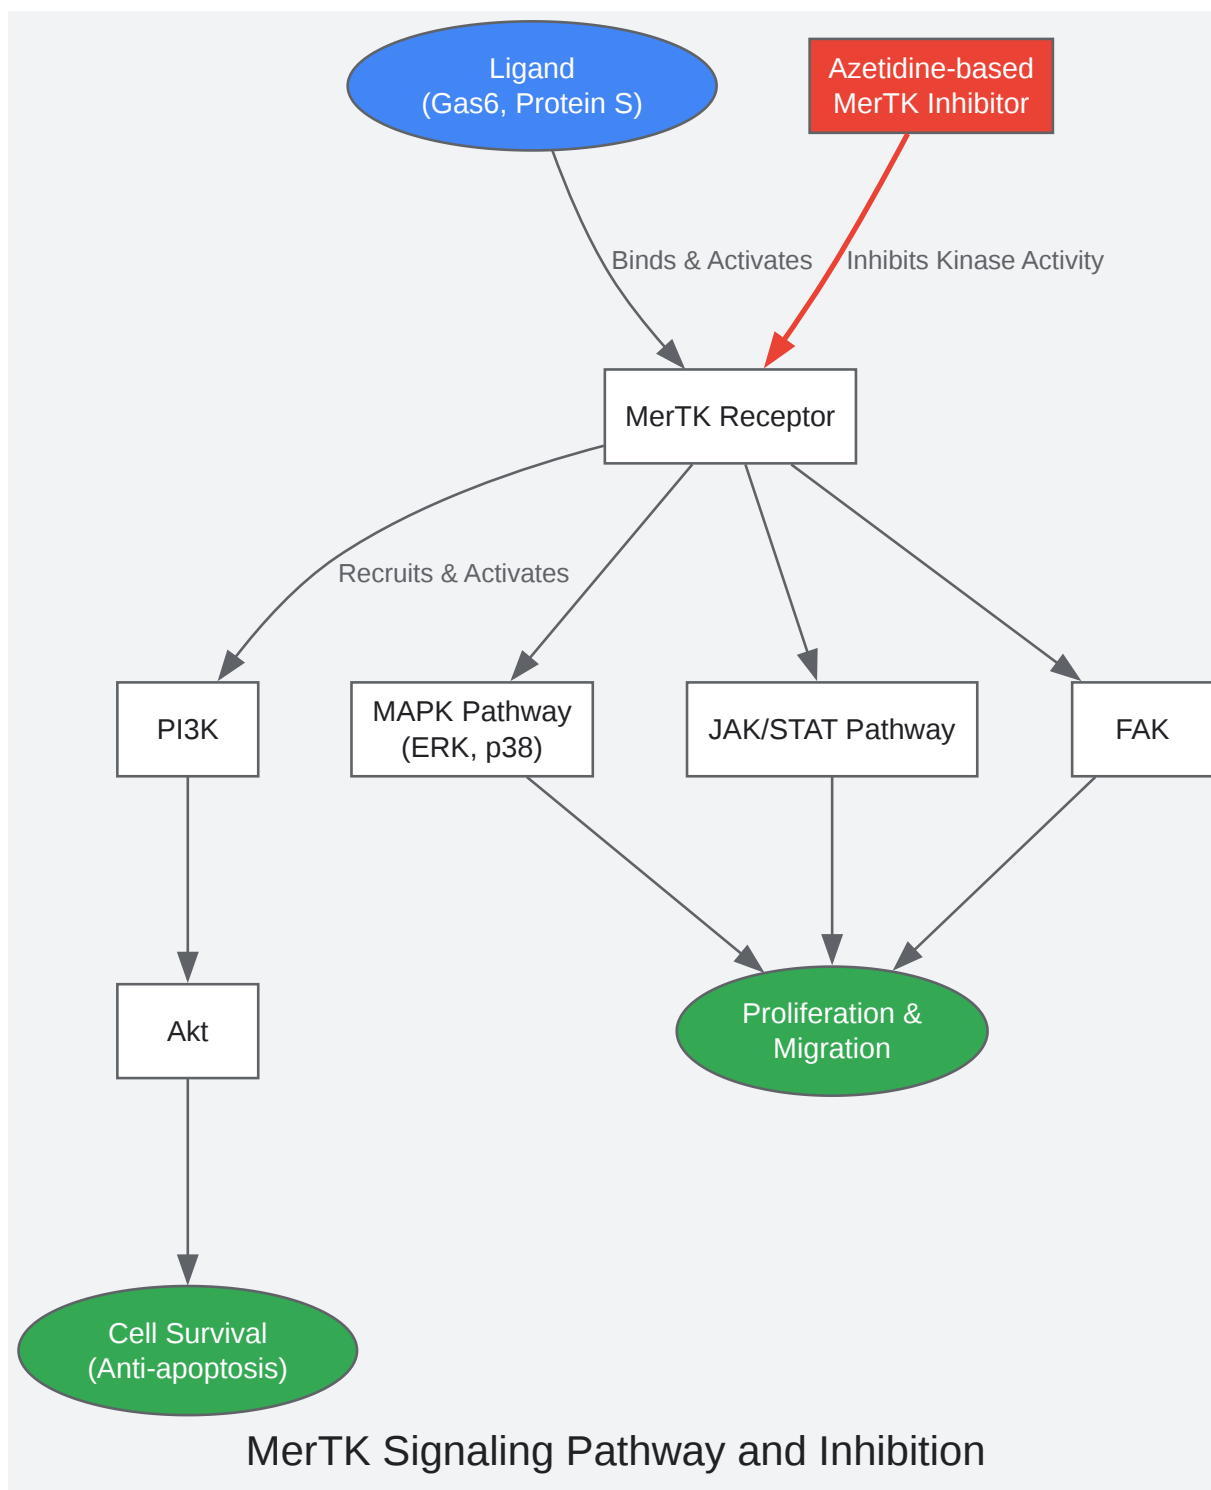 Ligand
(Gas6, Protein S)
Azetidine-based
MerTK Inhibitor
Binds & Activates
Inhibits Kinase Activity
MerTK Receptor
Recruits & Activates
PI3K
MAPK Pathway
(ERK, p38)
JAK/STAT Pathway
FAK
Akt
Proliferation &
Migration
Cell Survival
(Anti-apoptosis)
MerTK Signaling Pathway and Inhibition